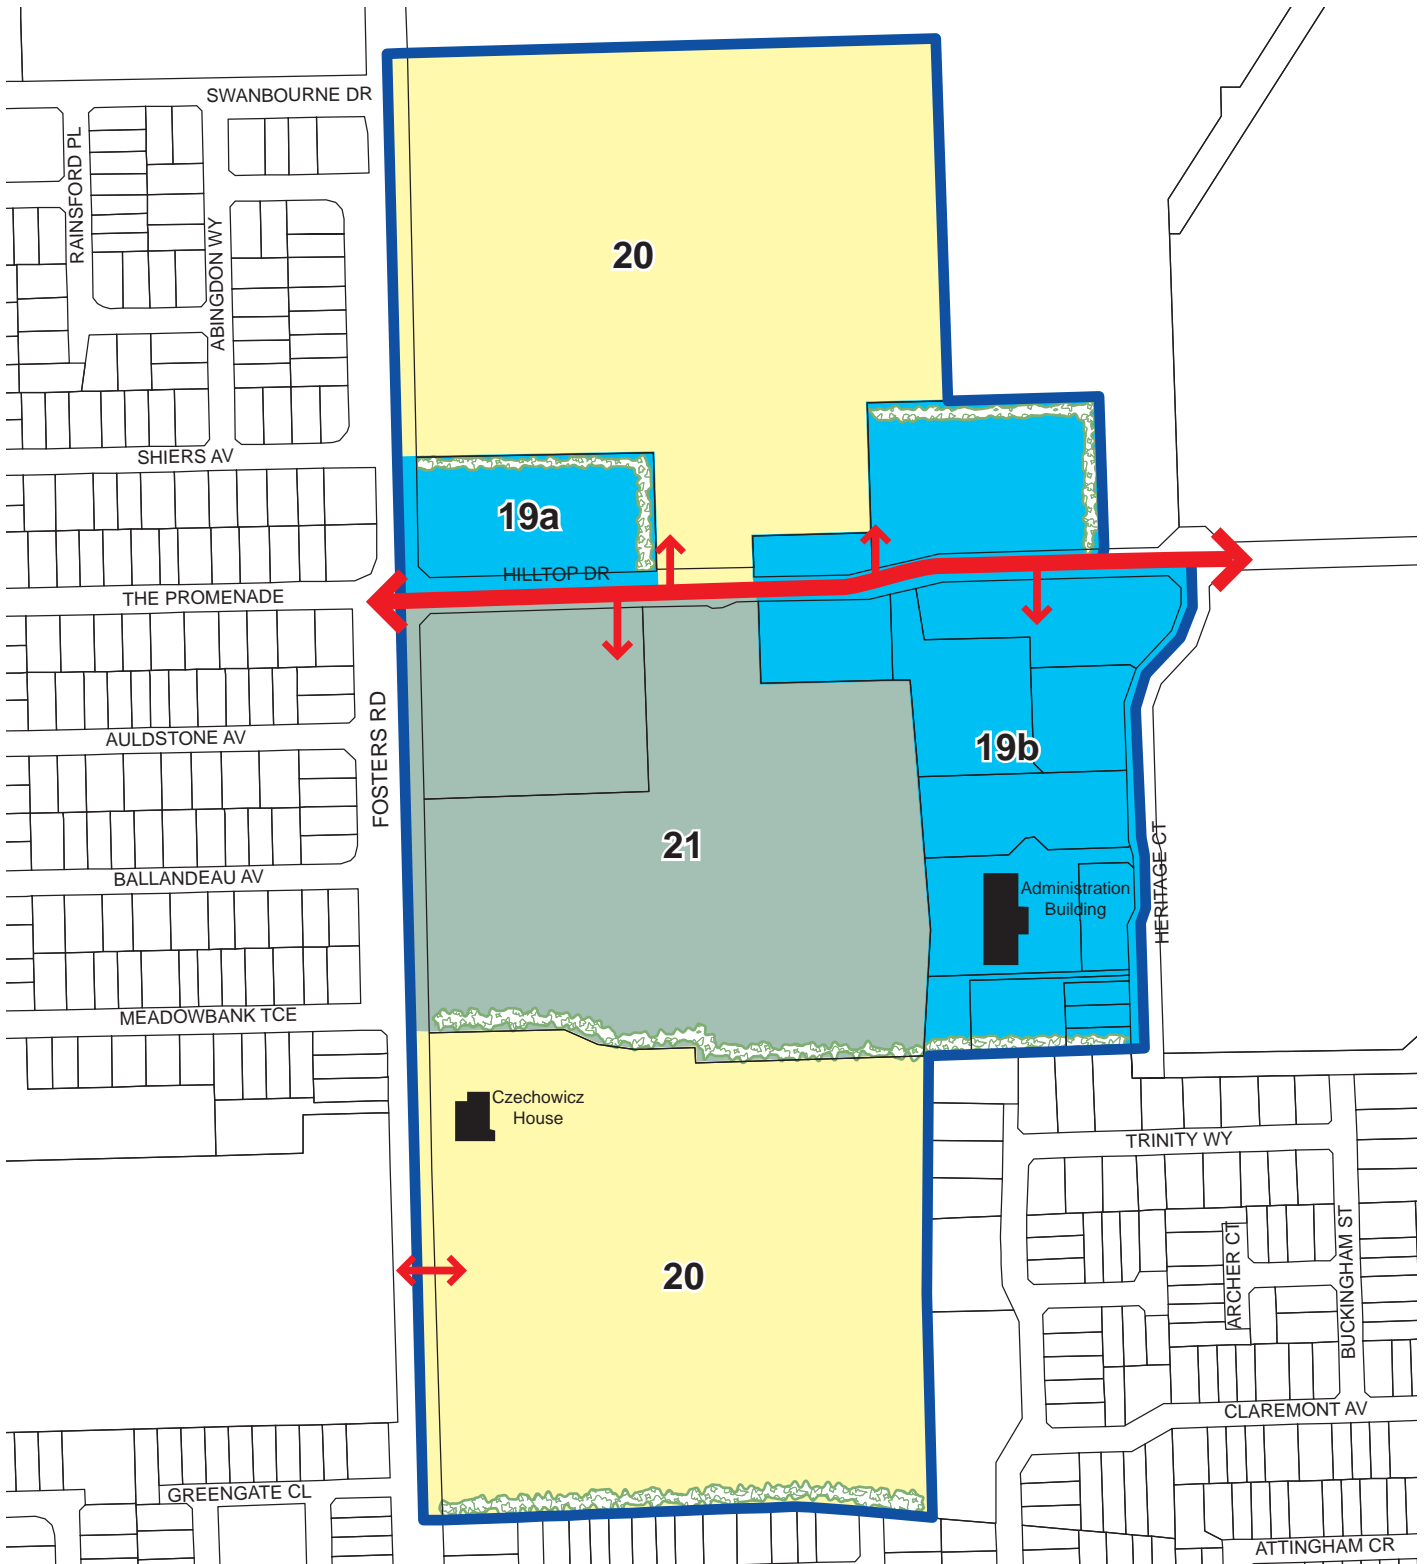 SWANBOURNE DR
RAINSFORD PL
ABINGDON WY
20
SHIERS AV
19a
HILLTOP DR
THE PROMENADE
FOSTERS RD
AULDSTONE AV
19b
21
HERITAGE CT
BALLANDEAU AV
Administration
Building
MEADOWBANK TCE
Czechowicz
House
TRINITY WY
20
ARCHER CT
BUCKINGHAM ST
CLAREMONT AV
GREENGATE CL
ATTINGHAM CR